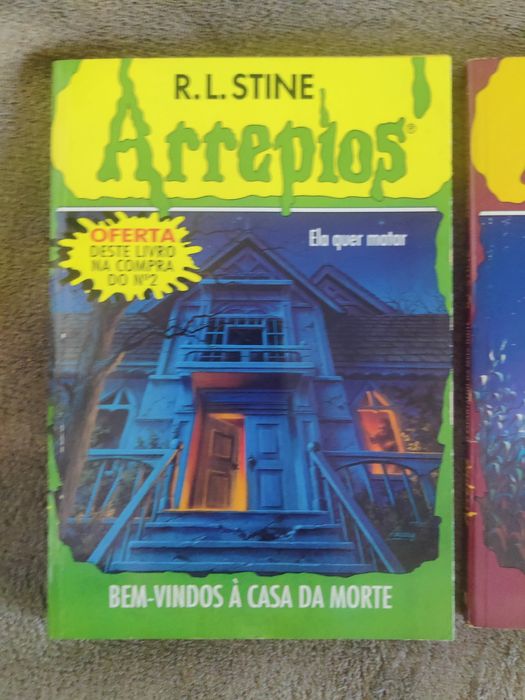 R. L. STINE
Arrepios®
OFERTA
DESTE LIVRO
NA COMPRA
DO Nº2
Ela quer matar
BEM-VINDOS À CASA DA MORTE